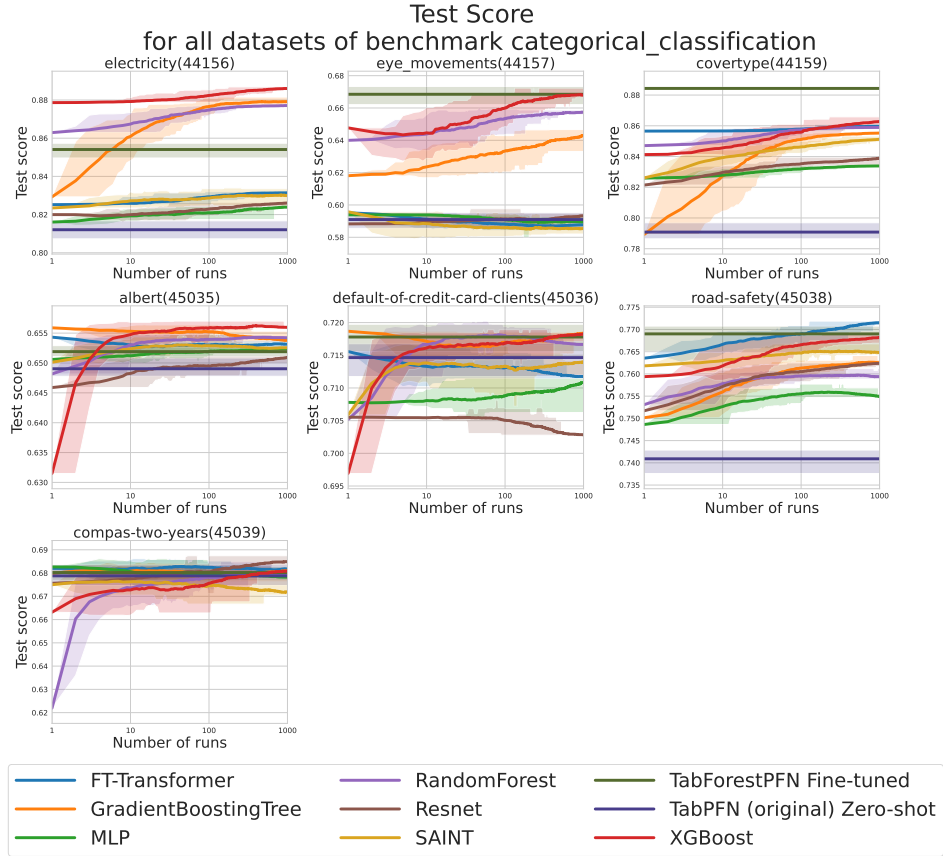 Test Score
for all datasets of benchmark categorical_classification
electricity(44156)
Test score
0.88
0.86
0.84
0.82
0.80
1 10 100 1000
Number of runs
eye_movements(44157)
Test score
0.68
0.66
0.64
0.62
0.60
0.58
1 10 100 1000
Number of runs
covertype(44159)
Test score
0.88
0.86
0.84
0.82
0.80
0.78
1 10 100 1000
Number of runs
albert(45035)
Test score
0.655
0.650
0.645
0.640
0.635
0.630
1 10 100 1000
Number of runs
default-of-credit-card-clients(45036)
Test score
0.720
0.715
0.710
0.705
0.700
0.695
1 10 100 1000
Number of runs
road-safety(45038)
Test score
0.775
0.770
0.765
0.760
0.755
0.750
0.745
0.740
0.735
1 10 100 1000
Number of runs
compas-two-years(45039)
Test score
0.69
0.68
0.67
0.66
0.65
0.64
0.63
0.62
1 10 100 1000
Number of runs
FT-Transformer RandomForest TabForestPFN Fine-tuned
GradientBoostingTree Resnet TabPFN (original) Zero-shot
MLP SAINT XGBoost